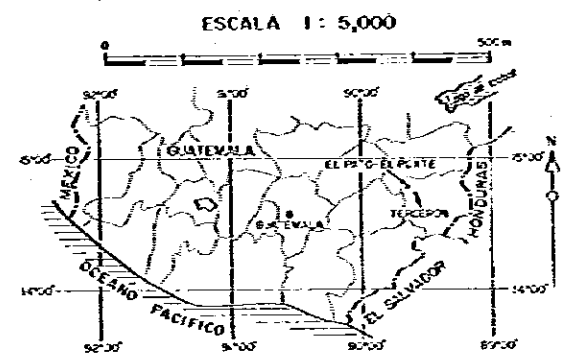 ESCALA 1: 5,000
0 500m
92°00' 91°00' 90°00'
15°00' 15°00'
MEXICO
GUATEMALA
EL PATO-EL PUENTE
HONDURAS
N
TERCERON
GUATEMALA
14°00' 14°00'
OCEANO PACIFICO
EL SALVADOR
92°00' 91°00' 90°00' 89°00'